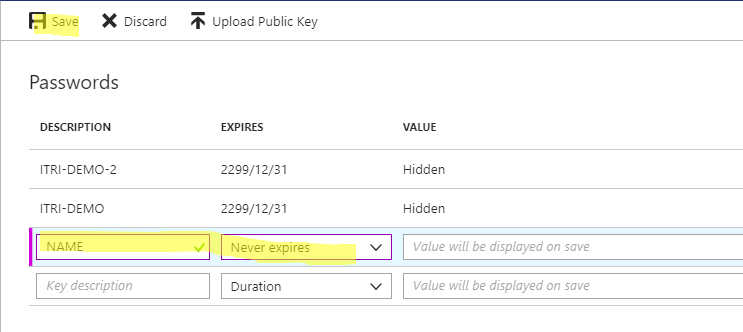 Save Discard Upload Public Key
Passwords
DESCRIPTION EXPIRES VALUE
ITRI-DEMO-2 2299/12/31 Hidden
ITRI-DEMO 2299/12/31 Hidden
NAME Never expires Value will be displayed on save
Key description Duration Value will be displayed on save